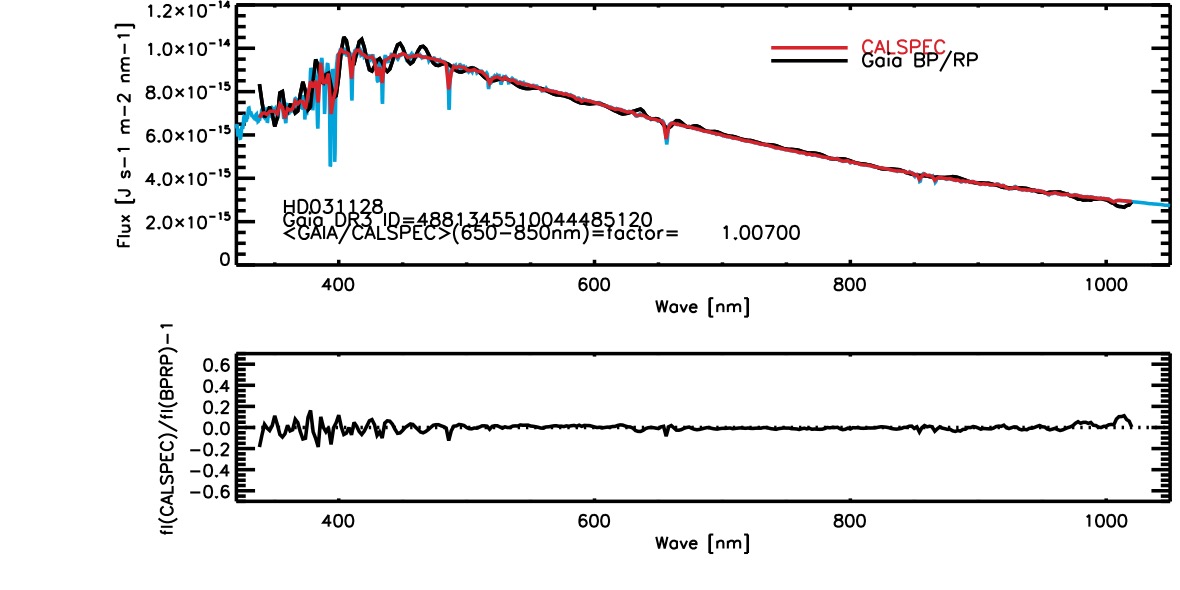 1.2×10−14
1.0×10−14
8.0×10−15
6.0×10−15
4.0×10−15
2.0×10−15
0
Flux [J s−1 m−2 nm−1]
CALSPEC
Gaia BP/RP
HD031128
Gaia DR3 ID=4881345510044485120
<GAIA/CALSPEC>(650−850nm)=factor= 1.00700
400 600 800 1000
Wave [nm]
fl(CALSPEC)/fl(BPRP)−1
0.6
0.4
0.2
0.0
−0.2
−0.4
−0.6
400 600 800 1000
Wave [nm]